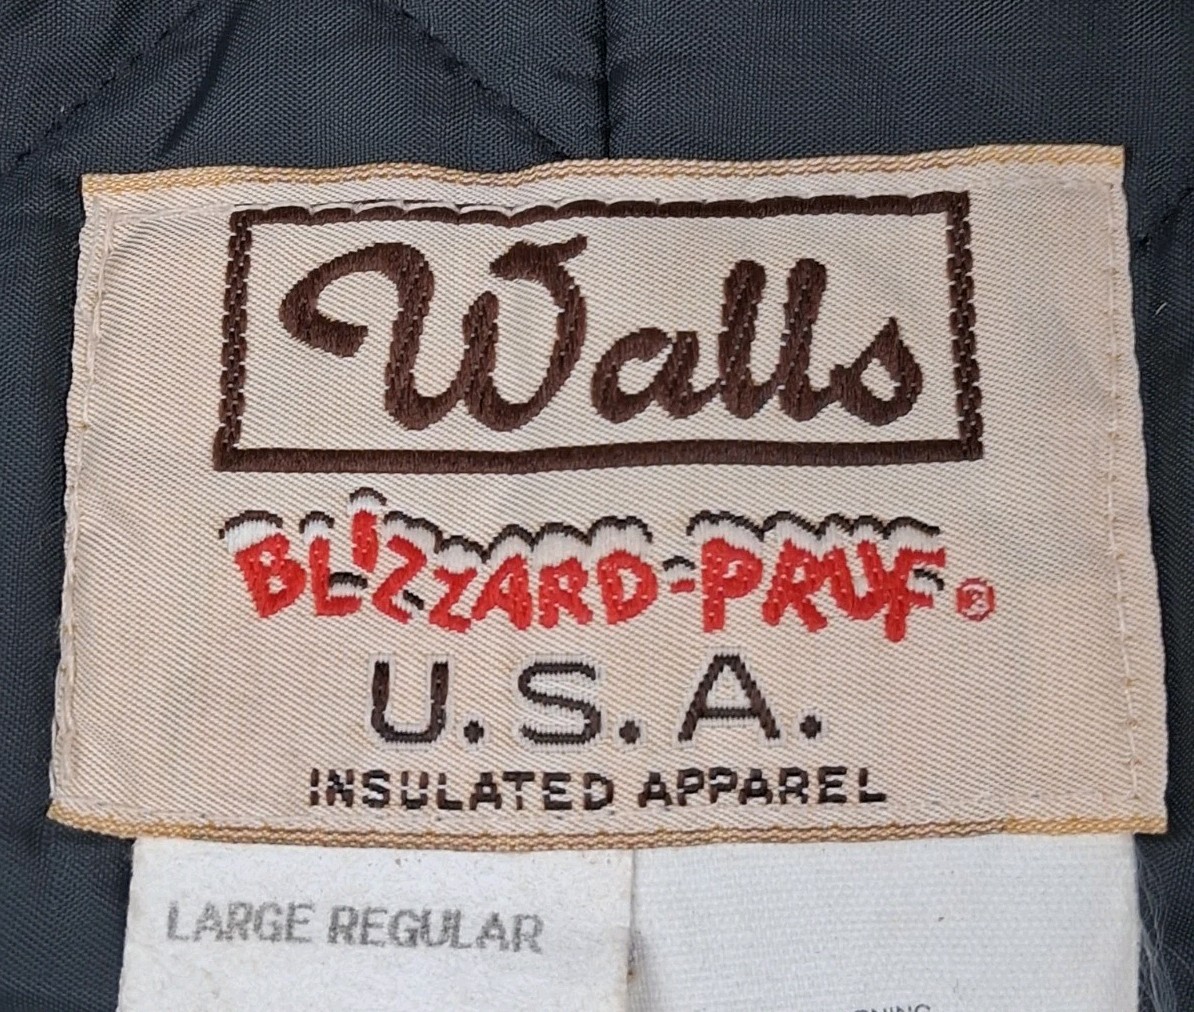 Walls
BLIZZARD-PRUF®
U.S.A.
INSULATED APPAREL
LARGE REGULAR